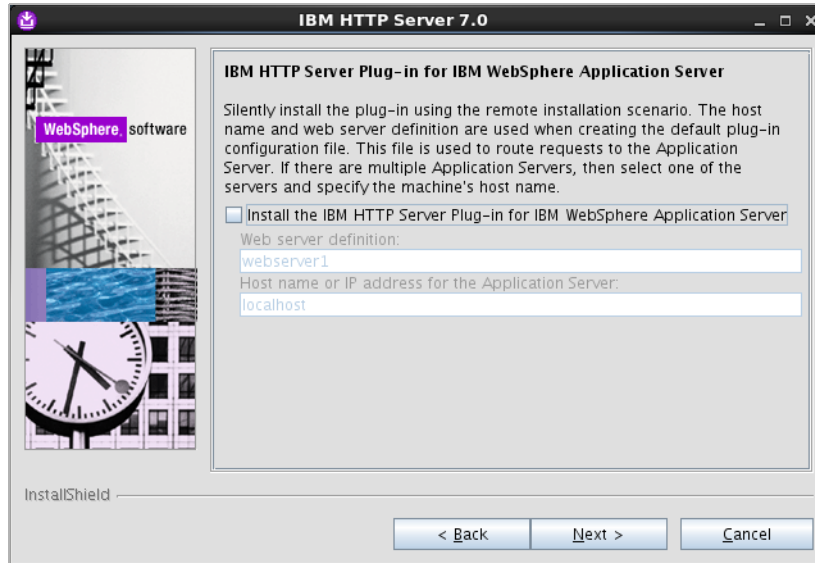 IBM HTTP Server 7.0
WebSphere. software
IBM HTTP Server Plug-in for IBM WebSphere Application Server
Silently install the plug-in using the remote installation scenario. The host
name and web server definition are used when creating the default plug-in
configuration file. This file is used to route requests to the Application
Server. If there are multiple Application Servers, then select one of the
servers and specify the machine's host name.
Install the IBM HTTP Server Plug-in for IBM WebSphere Application Server
Web server definition:
webserver1
Host name or IP address for the Application Server:
localhost
InstallShield
< Back
Next >
Cancel